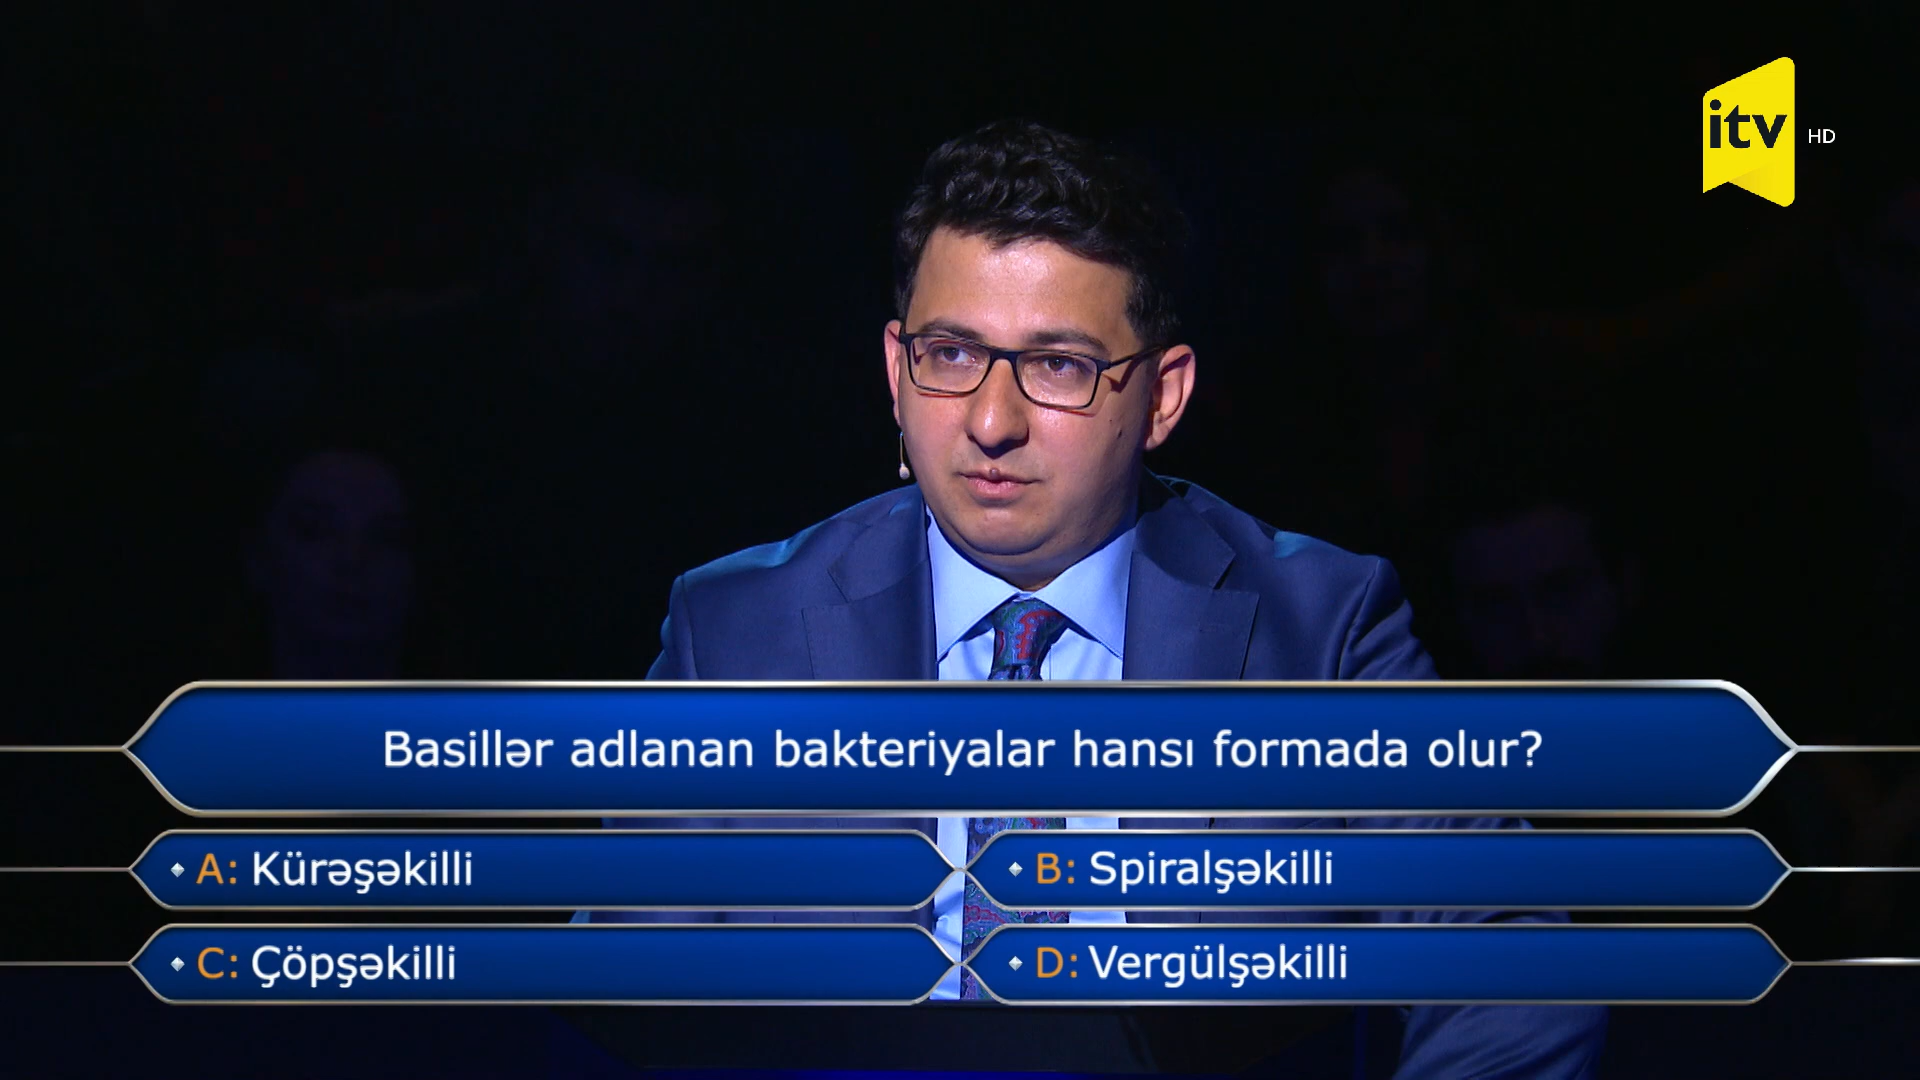 itv HD
Basillər adlanan bakteriyalar hansı formada olur?
A: Kürəşəkilli
B: Spiralşəkilli
C: Çöpşəkilli
D: Vergülşəkilli